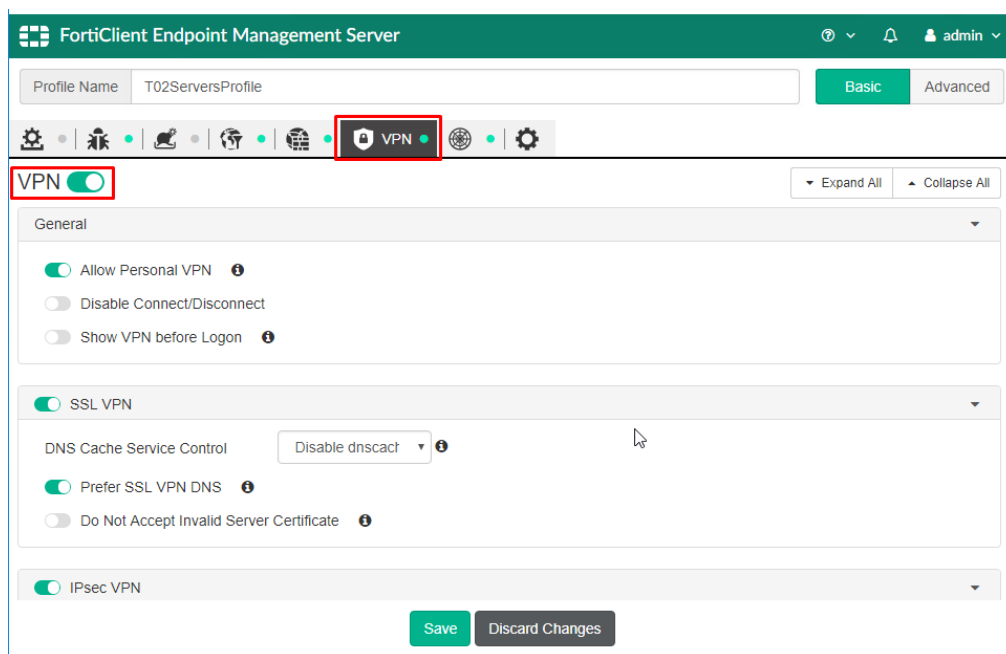 FortiClient Endpoint Management Server admin
Profile Name T02ServersProfile Basic Advanced
VPN
VPN Expand All Collapse All
General
Allow Personal VPN
Disable Connect/Disconnect
Show VPN before Logon
SSL VPN
DNS Cache Service Control Disable dnscacł
Prefer SSL VPN DNS
Do Not Accept Invalid Server Certificate
IPsec VPN
Save Discard Changes